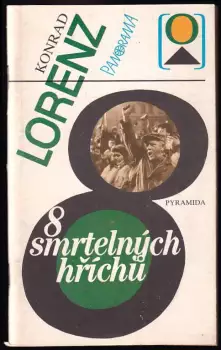 KONRAD
LORENZ
PANORAMA
PYRAMIDA
8
smrtelných
hříchů